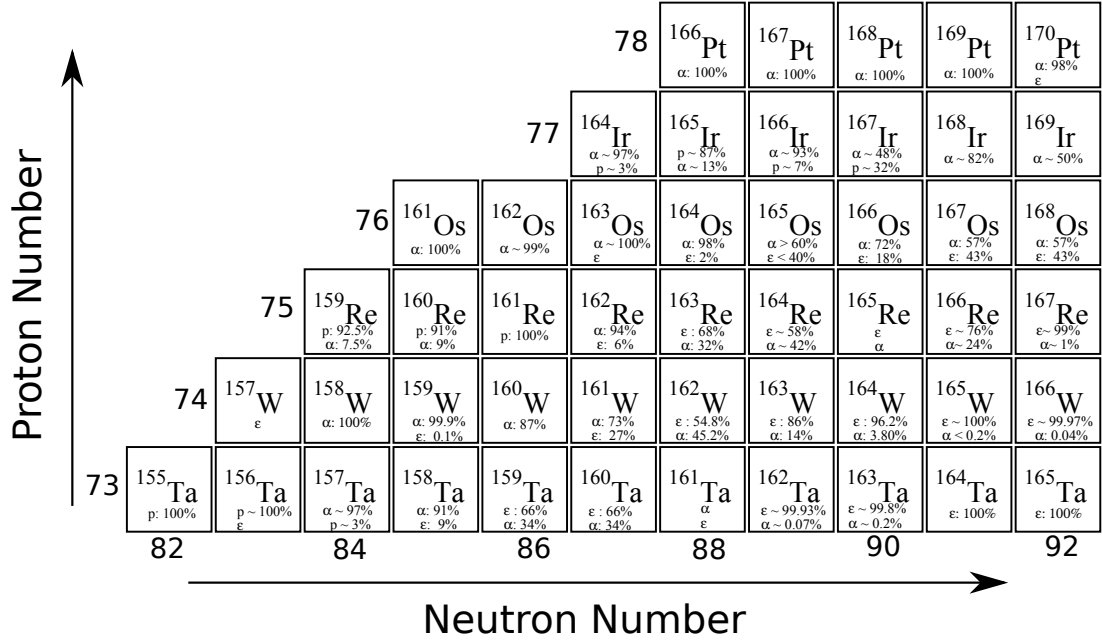 78
166Pt
α: 100%
167Pt
α: 100%
168Pt
α: 100%
169Pt
α: 100%
170Pt
α: 98%
ε
77
164Ir
α ~ 97%
p ~ 3%
165Ir
p ~ 87%
α ~ 13%
166Ir
α ~ 93%
p ~ 7%
167Ir
α ~ 48%
p ~ 32%
168Ir
α ~ 82%
169Ir
α ~ 50%
76
161Os
α: 100%
162Os
α ~ 99%
163Os
α ~ 100%
ε
164Os
α: 98%
ε: 2%
165Os
α > 60%
ε < 40%
166Os
α: 72%
ε: 18%
167Os
α: 57%
ε: 43%
168Os
α: 57%
ε: 43%
75
159Re
p: 92.5%
α: 7.5%
160Re
p: 91%
α: 9%
161Re
p: 100%
162Re
α: 94%
ε: 6%
163Re
ε : 68%
α: 32%
164Re
ε ~ 58%
α ~ 42%
165Re
ε
α
166Re
ε ~ 76%
α~ 24%
167Re
ε~ 99%
α~ 1%
74
157W
ε
158W
α: 100%
159W
α: 99.9%
ε: 0.1%
160W
α: 87%
161W
α: 73%
ε: 27%
162W
ε : 54.8%
α: 45.2%
163W
ε : 86%
α: 14%
164W
ε : 96.2%
α: 3.80%
165W
ε ~ 100%
α < 0.2%
166W
ε ~ 99.97%
α: 0.04%
73
155Ta
p: 100%
156Ta
p ~ 100%
ε
157Ta
α ~ 97%
p ~ 3%
158Ta
α: 91%
ε: 9%
159Ta
ε : 66%
α: 34%
160Ta
ε : 66%
α: 34%
161Ta
α
ε
162Ta
ε ~ 99.93%
α ~ 0.07%
163Ta
ε ~ 99.8%
α ~ 0.2%
164Ta
ε: 100%
165Ta
ε: 100%
82
84
86
88
90
92
Proton Number
Neutron Number